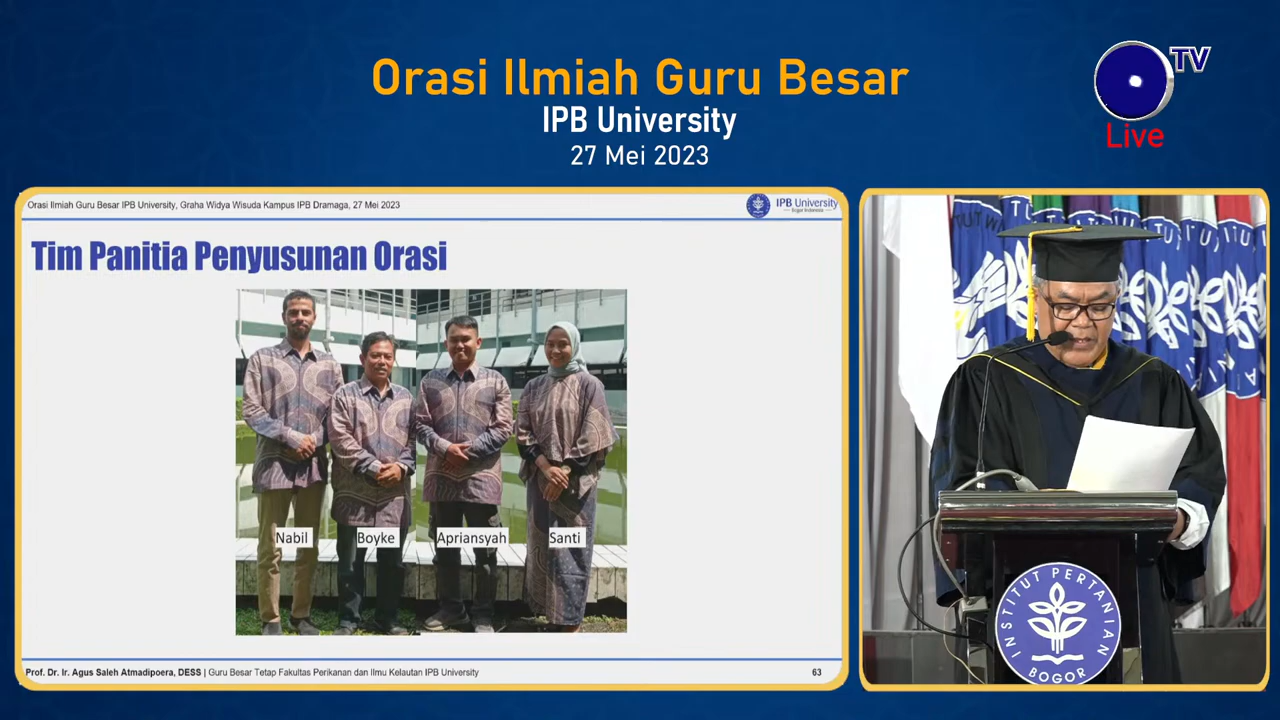 Orasi Ilmiah Guru Besar
IPB University
27 Mei 2023
TV
Live
Orasi Ilmiah Guru Besar IPB University, Graha Widya Wisuda Kampus IPB Dramaga, 27 Mei 2023
IPB University
Bogor Indonesia
Tim Panitia Penyusunan Orasi
Nabil
Boyke
Apriansyah
Santi
Prof. Dr. Ir. Agus Saleh Atmadipoera, DESS | Guru Besar Tetap Fakultas Perikanan dan Ilmu Kelautan IPB University
63
INSTITUT PERTANIAN
BOGOR